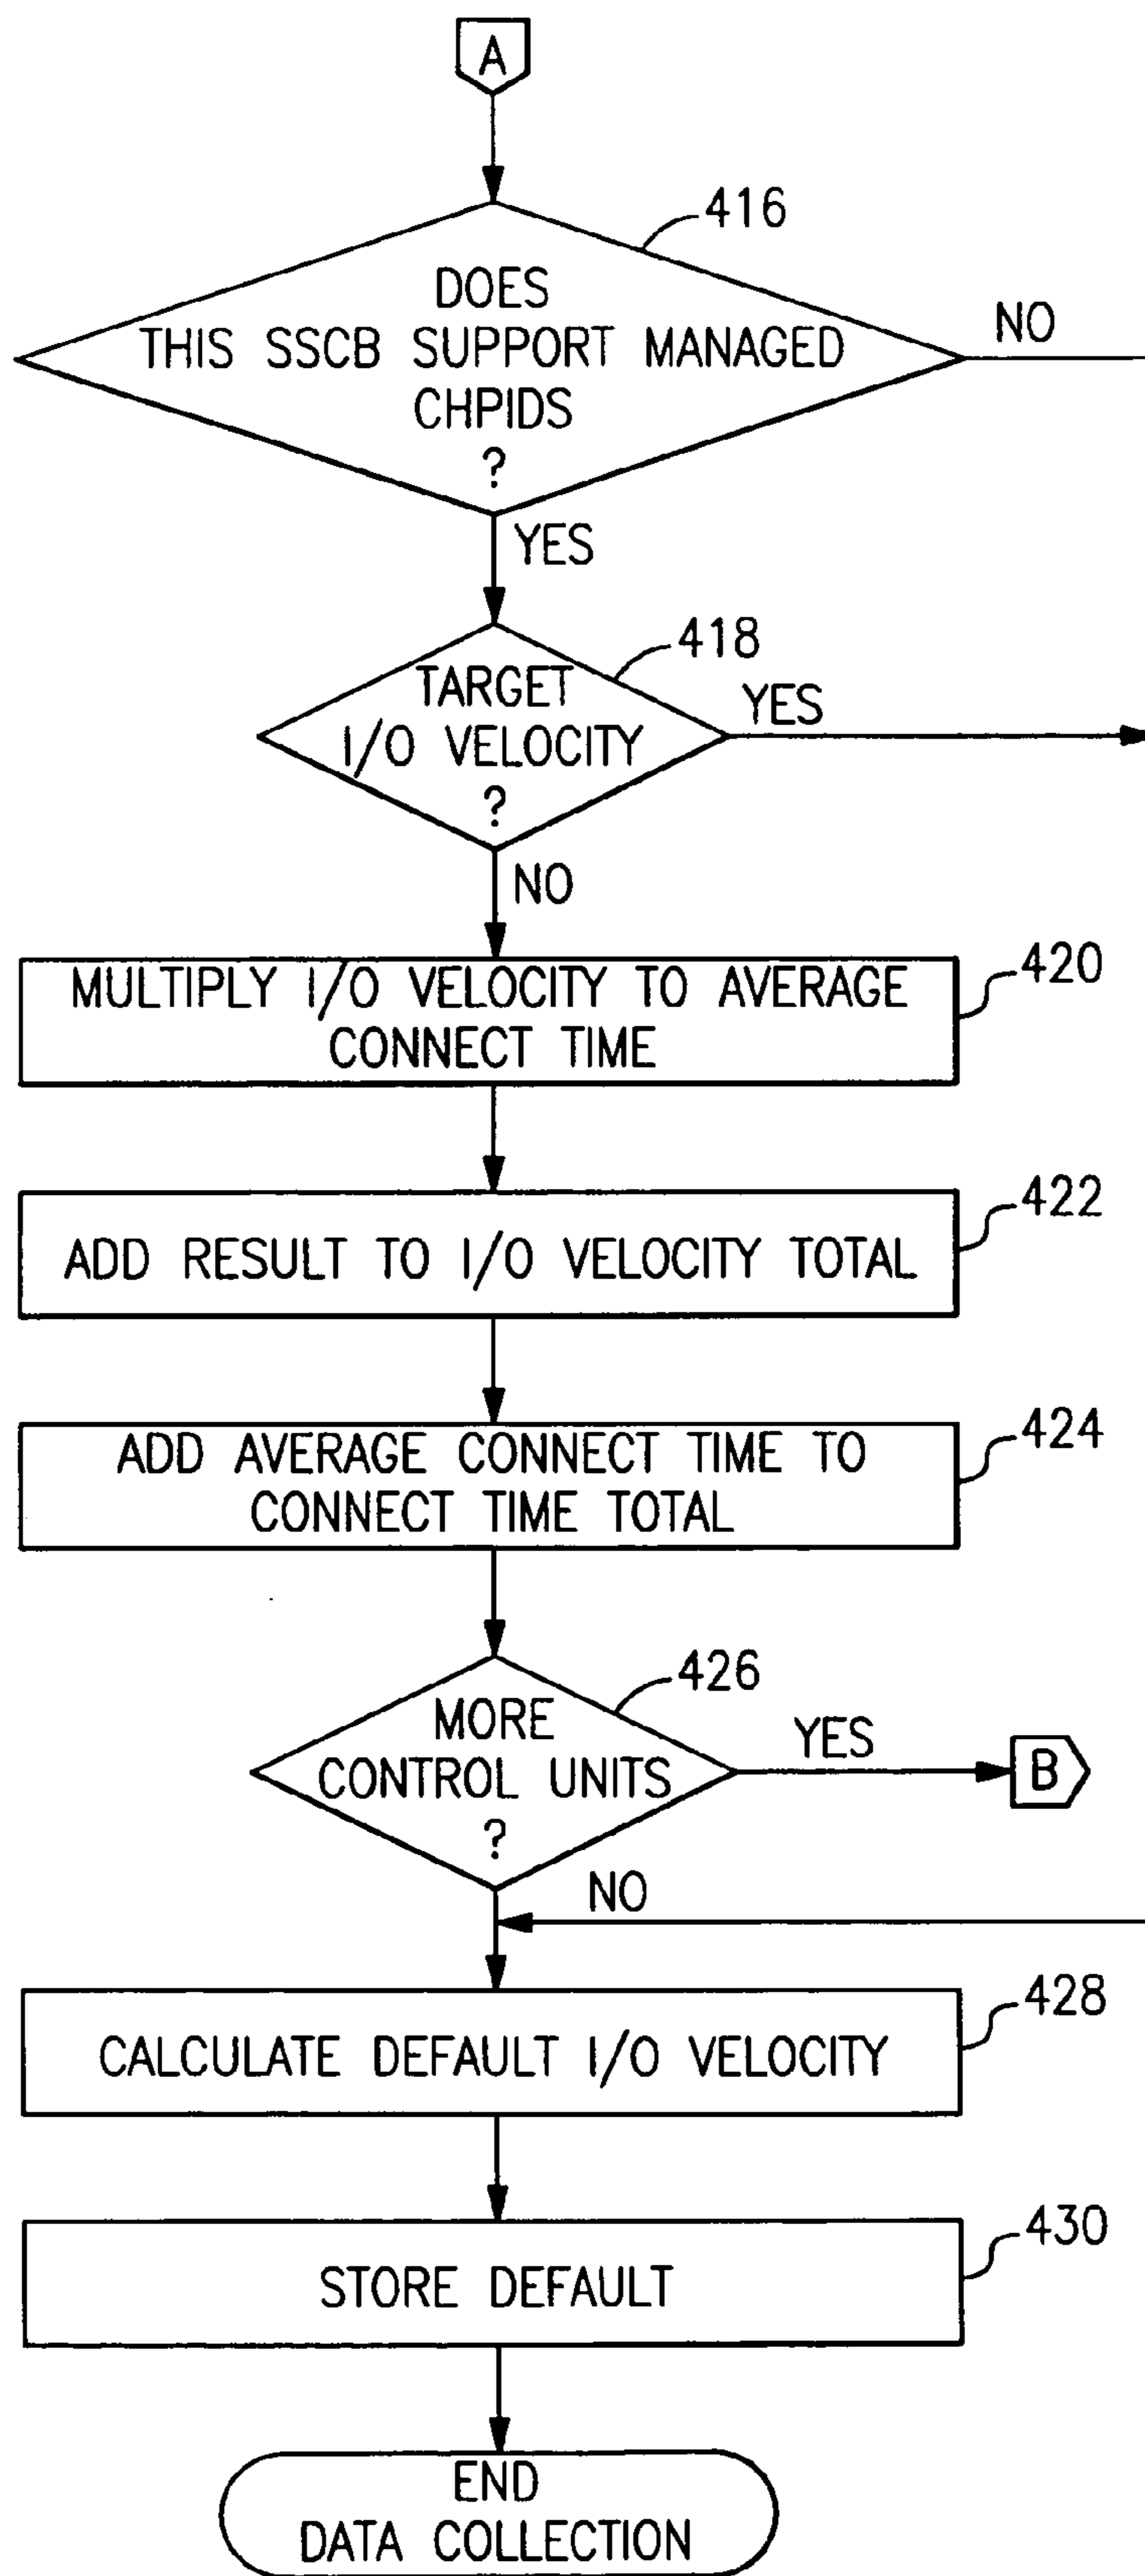 A
416
DOES
THIS SSCB SUPPORT MANAGED
CHPIDS
?
NO
YES
418
TARGET
I/O VELOCITY
?
YES
NO
420
MULTIPLY I/O VELOCITY TO AVERAGE
CONNECT TIME
422
ADD RESULT TO I/O VELOCITY TOTAL
424
ADD AVERAGE CONNECT TIME TO
CONNECT TIME TOTAL
426
MORE
CONTROL UNITS
?
YES
B
NO
428
CALCULATE DEFAULT I/O VELOCITY
430
STORE DEFAULT
END
DATA COLLECTION